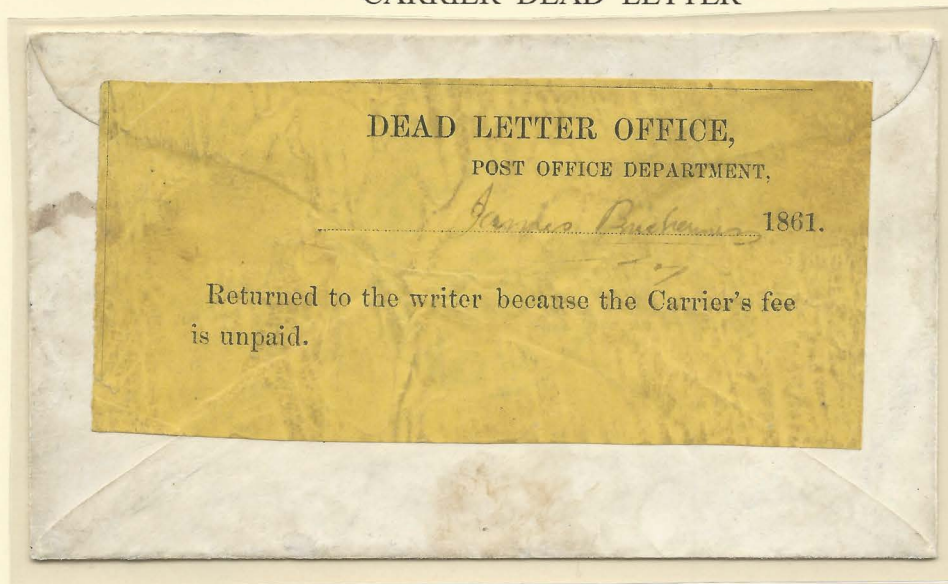 CARRIER DEAD LETTER
DEAD LETTER OFFICE,
POST OFFICE DEPARTMENT,
James 1861.
Returned to the writer because the Carrier's fee
is unpaid.